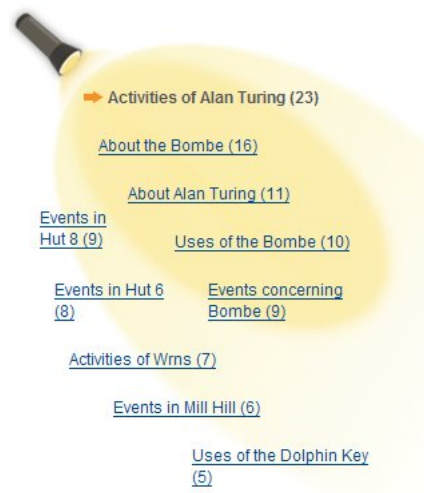 Activities of Alan Turing (23)
About the Bombe (16)
About Alan Turing (11)
Events in
Hut 8 (9)
Uses of the Bombe (10)
Events in Hut 6
(8)
Events concerning
Bombe (9)
Activities of Wrns (7)
Events in Mill Hill (6)
Uses of the Dolphin Key
(5)